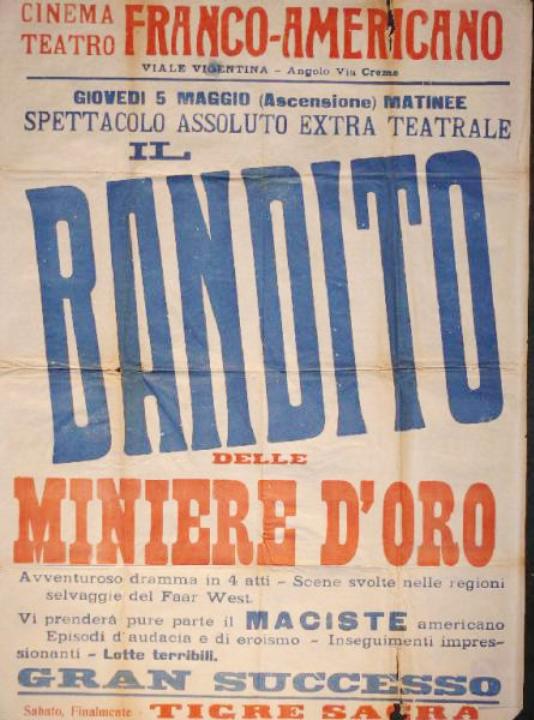 CINEMA
TEATRO FRANCO-AMERICANO
VIALE VIGENTINA - Angolo Via Crema
GIOVEDI 5 MAGGIO (Ascensione) MATINEE
SPETTACOLO ASSOLUTO EXTRA TEATRALE
IL
BANDITO
DELLE
MINIERE D'ORO
Avventuroso dramma in 4 atti - Scene svolte nelle regioni
selvaggie del Faar West.
Vi prenderà pure parte il MACISTE americano
Episodi d'audacia e di eroismo - Inseguimenti impres-
sionanti - Lotte terribili.
GRAN SUCCESSO
Sabato, Finalmente - TIGRE SACRA